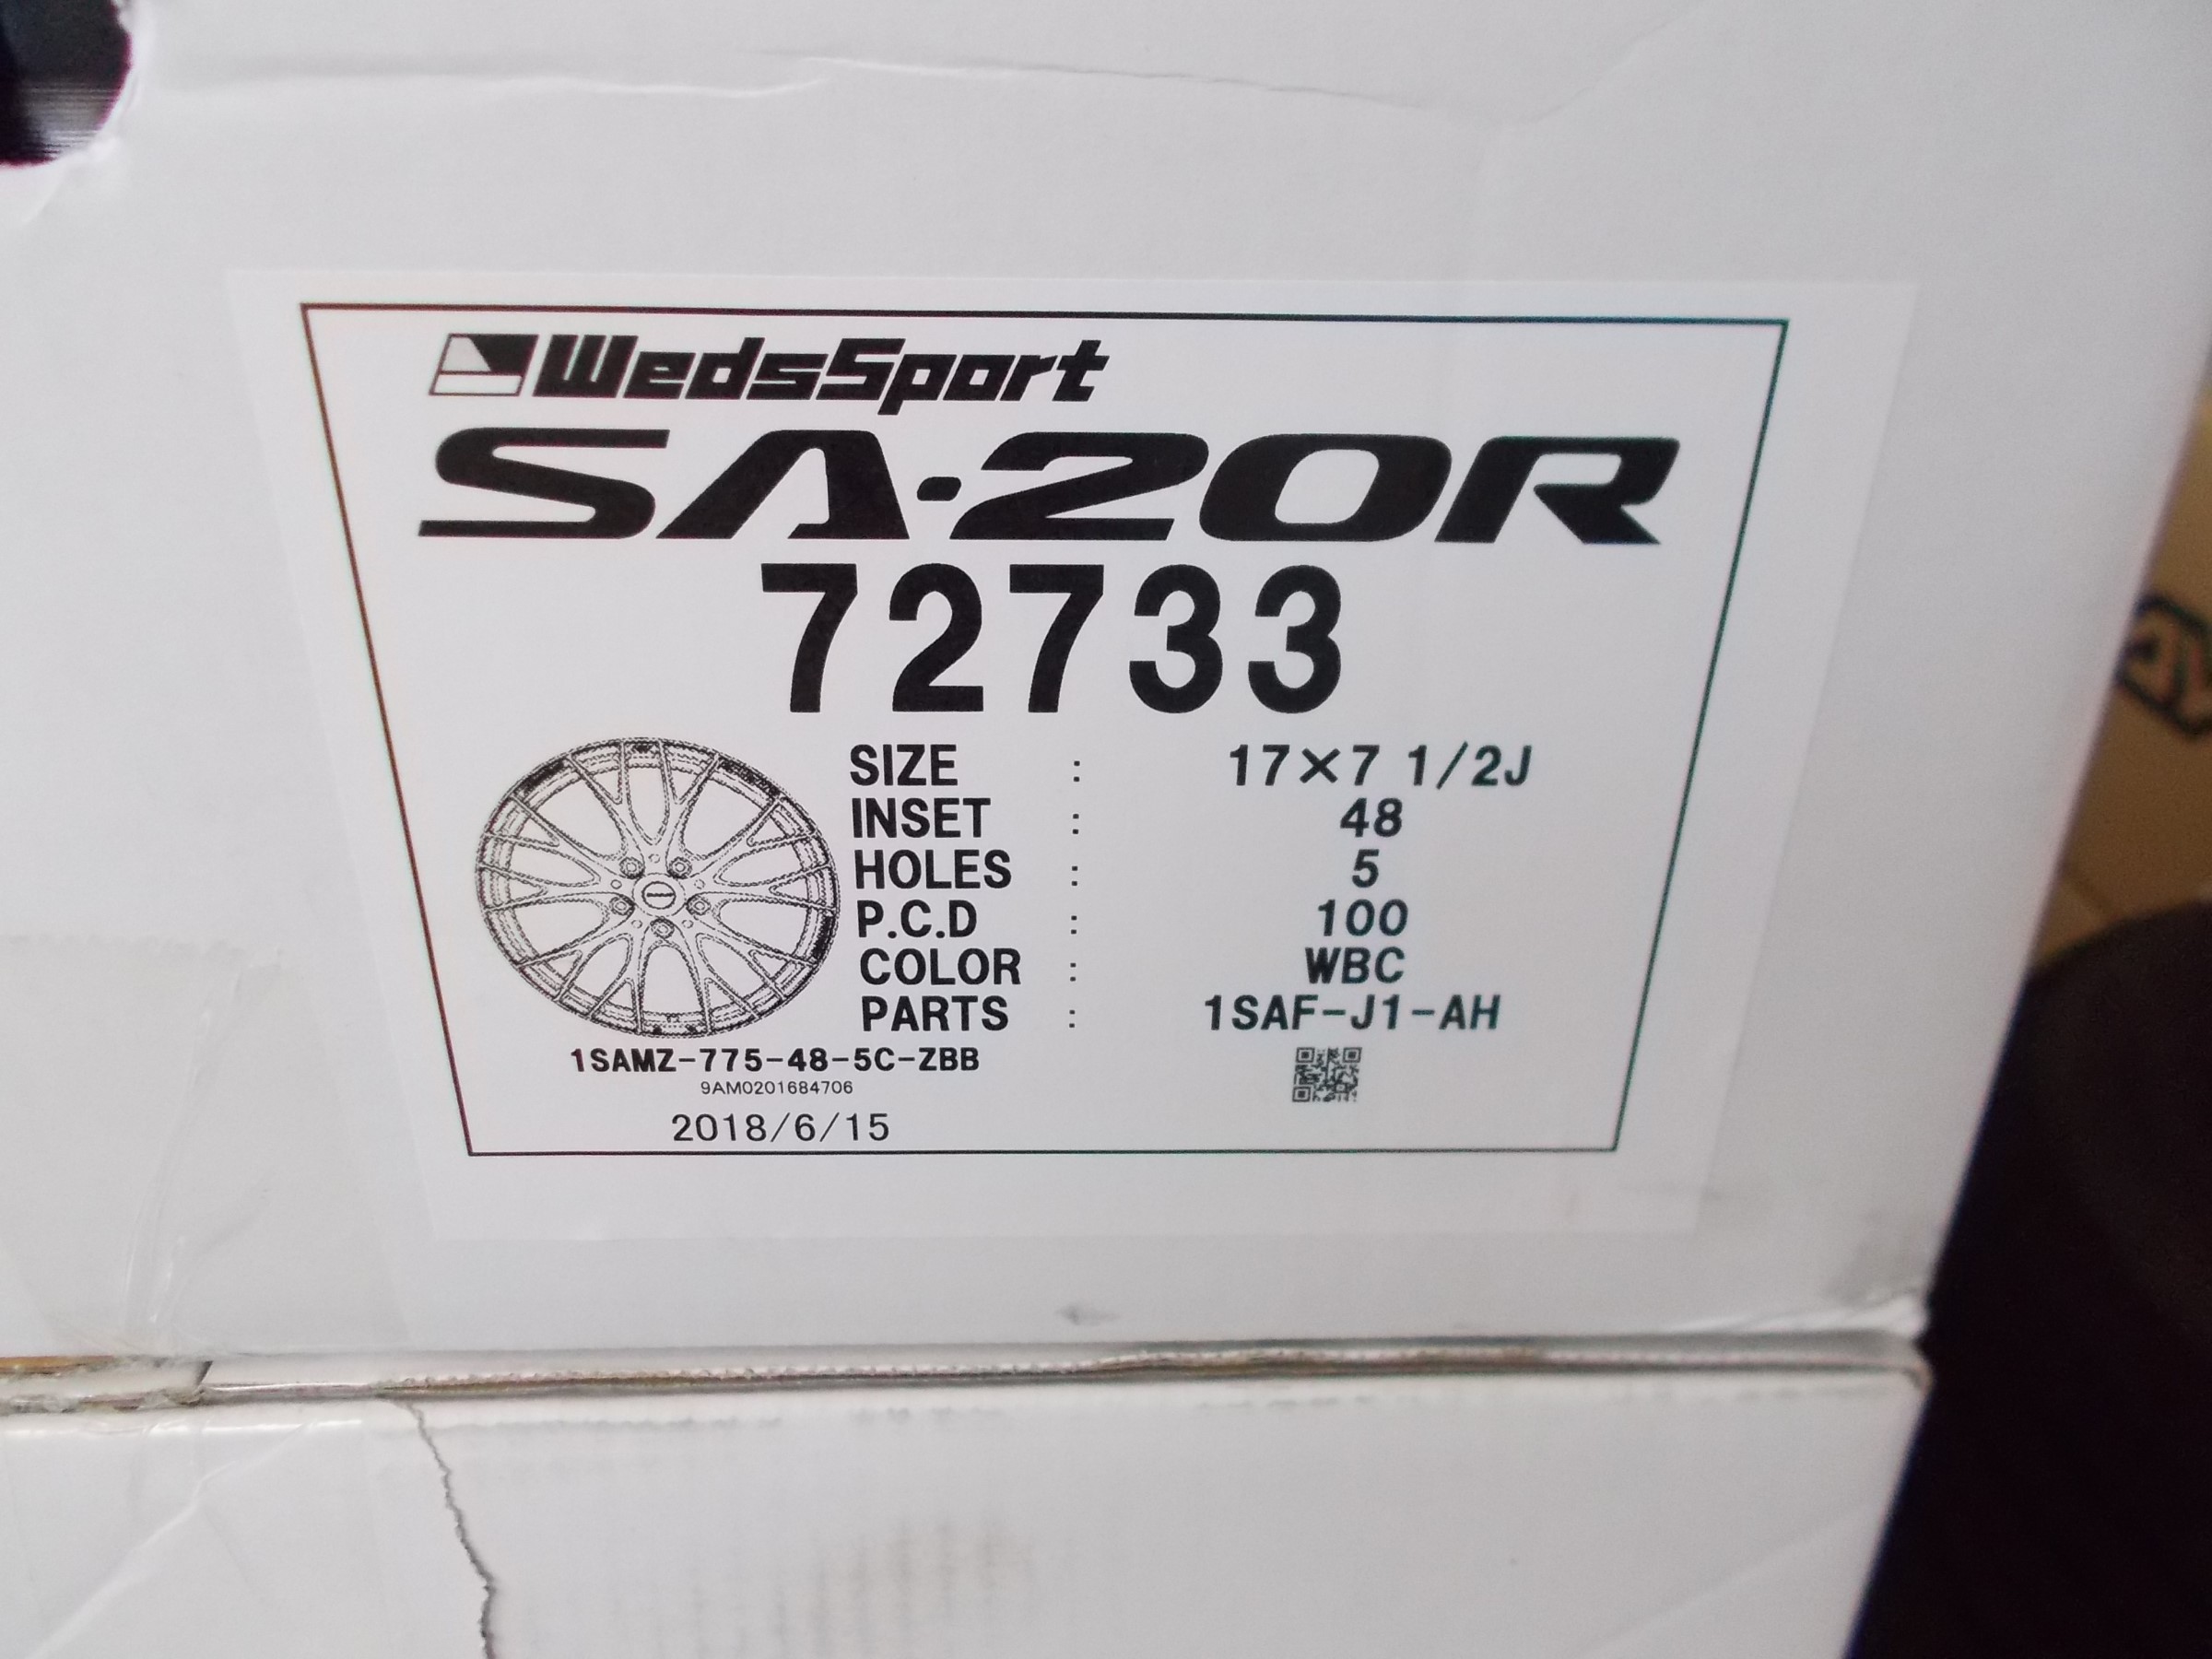 WedsSport
SA-20R
72733
SIZE : 17×7 1/2J
INSET : 48
HOLES : 5
P.C.D : 100
COLOR : WBC
PARTS : 1SAF-J1-AH
1SAMZ-775-48-5C-ZBB
9AM0201684706
2018/6/15